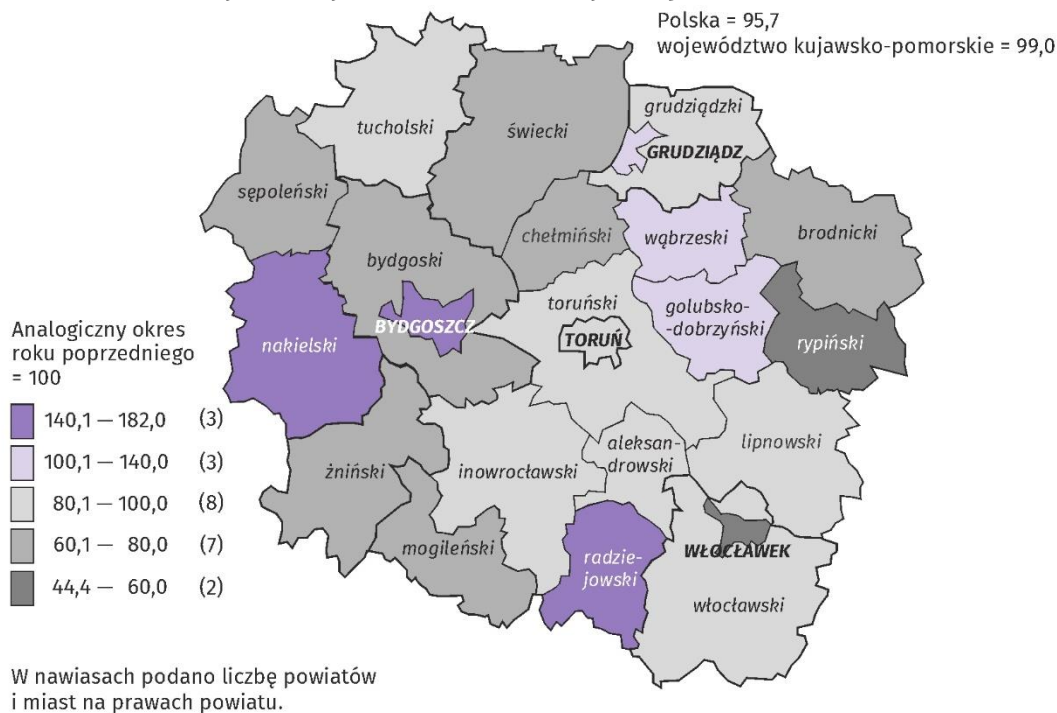 Polska = 95,7
województwo kujawsko-pomorskie = 99,0
grudziądzki
tucholski
świecki
GRUDZIĄDZ
sępoleński
chełmiński
wąbrzeski
brodnicki
bydgoski
toruński
golubsko-
-dobrzyński
BYDGOSZCZ
TORUŃ
nakielski
rypiński
aleksan-
drowski
lipnowski
żniński
inowrocławski
mogileński
radzie-
jowski
WŁOCŁAWEK
włocławski
Analogiczny okres
roku poprzedniego
= 100
140,1 — 182,0 (3)
100,1 — 140,0 (3)
80,1 — 100,0 (8)
60,1 — 80,0 (7)
44,4 — 60,0 (2)
W nawiasach podano liczbę powiatów
i miast na prawach powiatu.